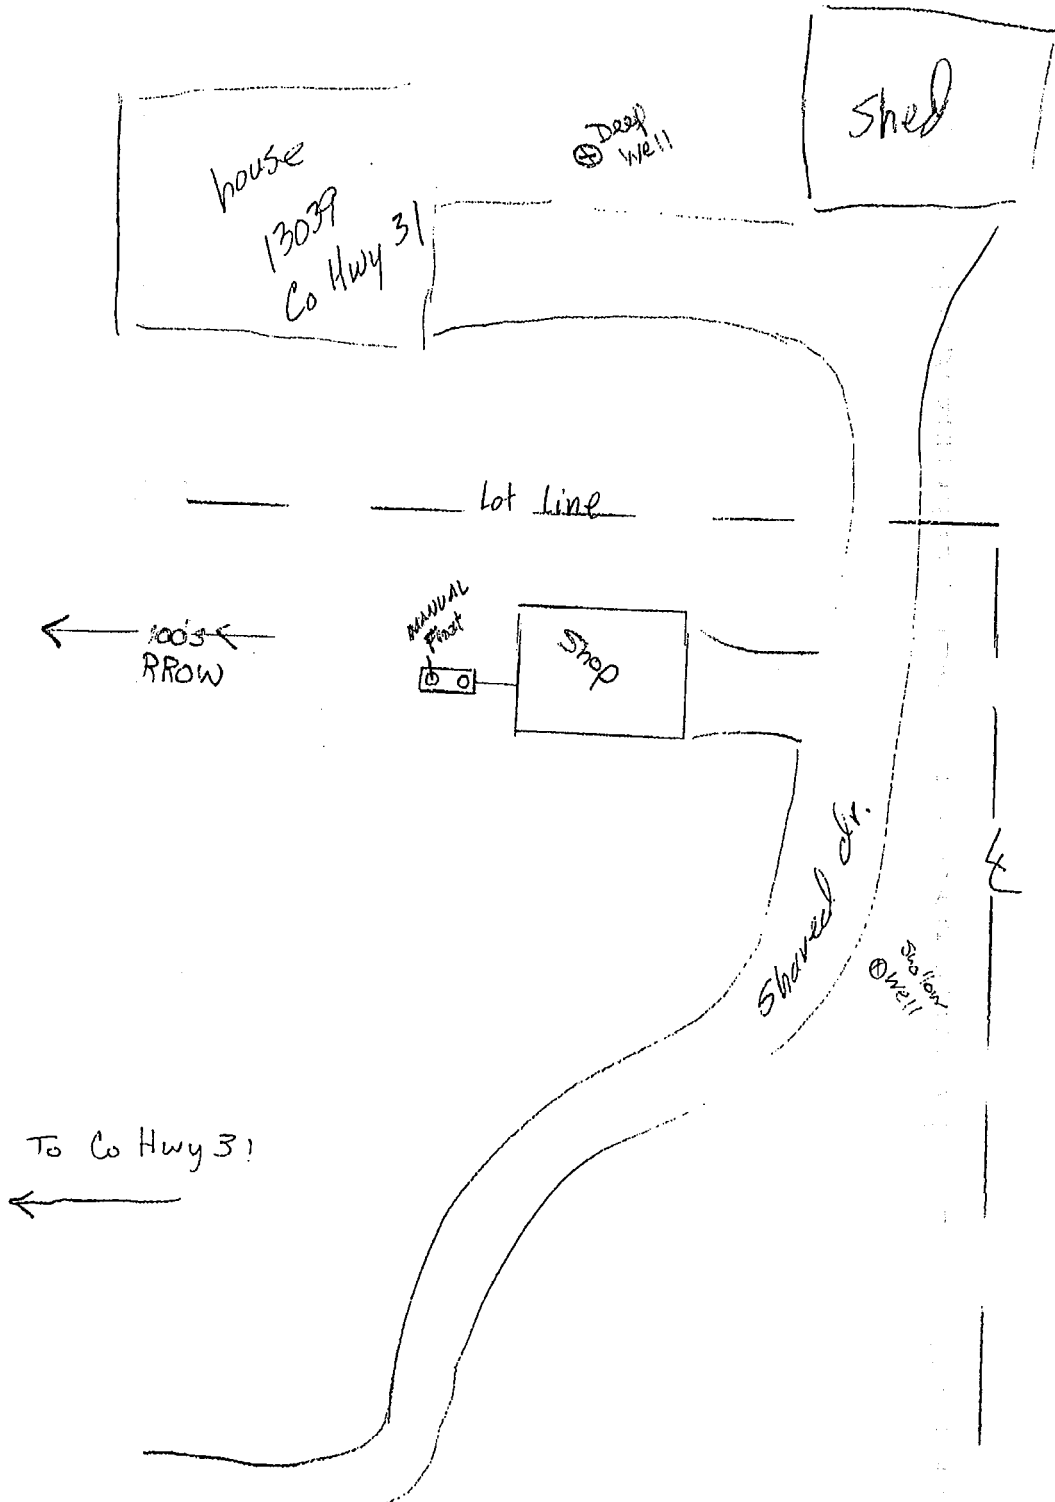 Shed
Deep
Well
house
13039
Co Hwy 31
Lot Line
MANUAL
Float
Shop
100's
RROW
Shared dr.
Shallow
Well
To Co Hwy 31